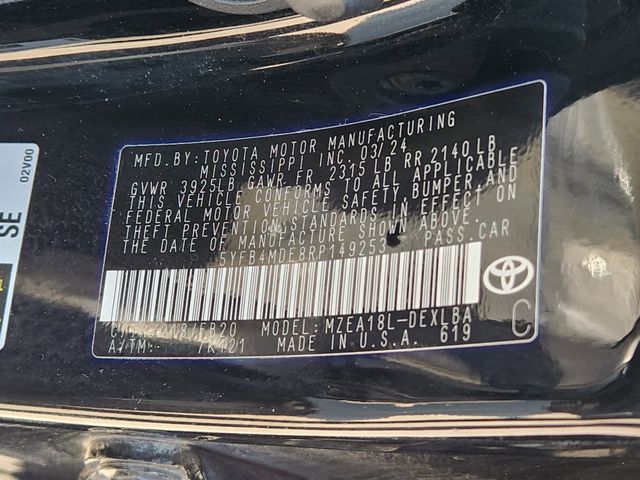 02V00
SE
MFD. BY: TOYOTA MOTOR MANUFACTURING
MISSISSIPPI INC. 03/24
GVWR 3925LB GAWR FR 2315 LB RR 2140 LB
THIS VEHICLE CONFORMS TO ALL APPLICABLE
FEDERAL MOTOR VEHICLE SAFETY, BUMPER, AND
THEFT PREVENTION STANDARDS IN EFFECT ON
THE DATE OF MANUFACTURE SHOWN ABOVE.
5YFB4MDE8RP149253 PASS.CAR
MODEL: MZEA18L-DEXLBA
A/TM: MADE IN U.S.A. 619
C